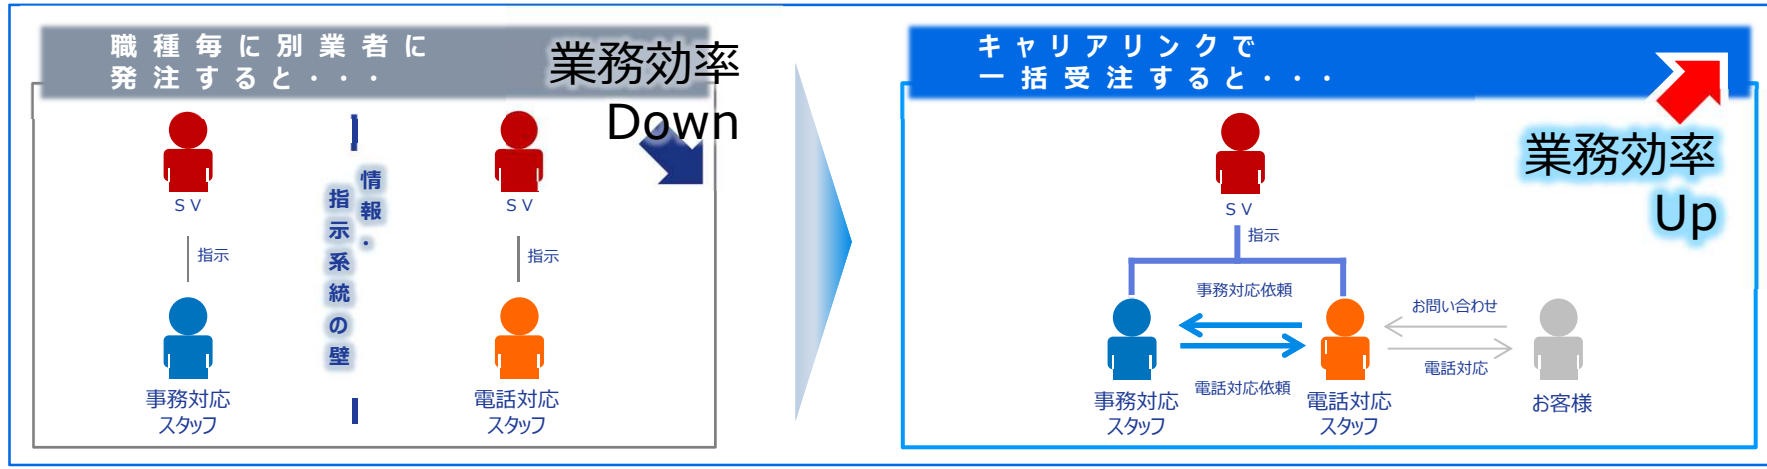 職種毎に別業者に
発注すると・・・
業務効率
Down
ＳＶ
指示
事務対応
スタッフ
情報・
指示系統の壁
ＳＶ
指示
電話対応
スタッフ
キャリアリンクで
一括受注すると・・・
業務効率
Up
ＳＶ
指示
事務対応依頼
電話対応依頼
事務対応
スタッフ
電話対応
スタッフ
お問い合わせ
電話対応
お客様